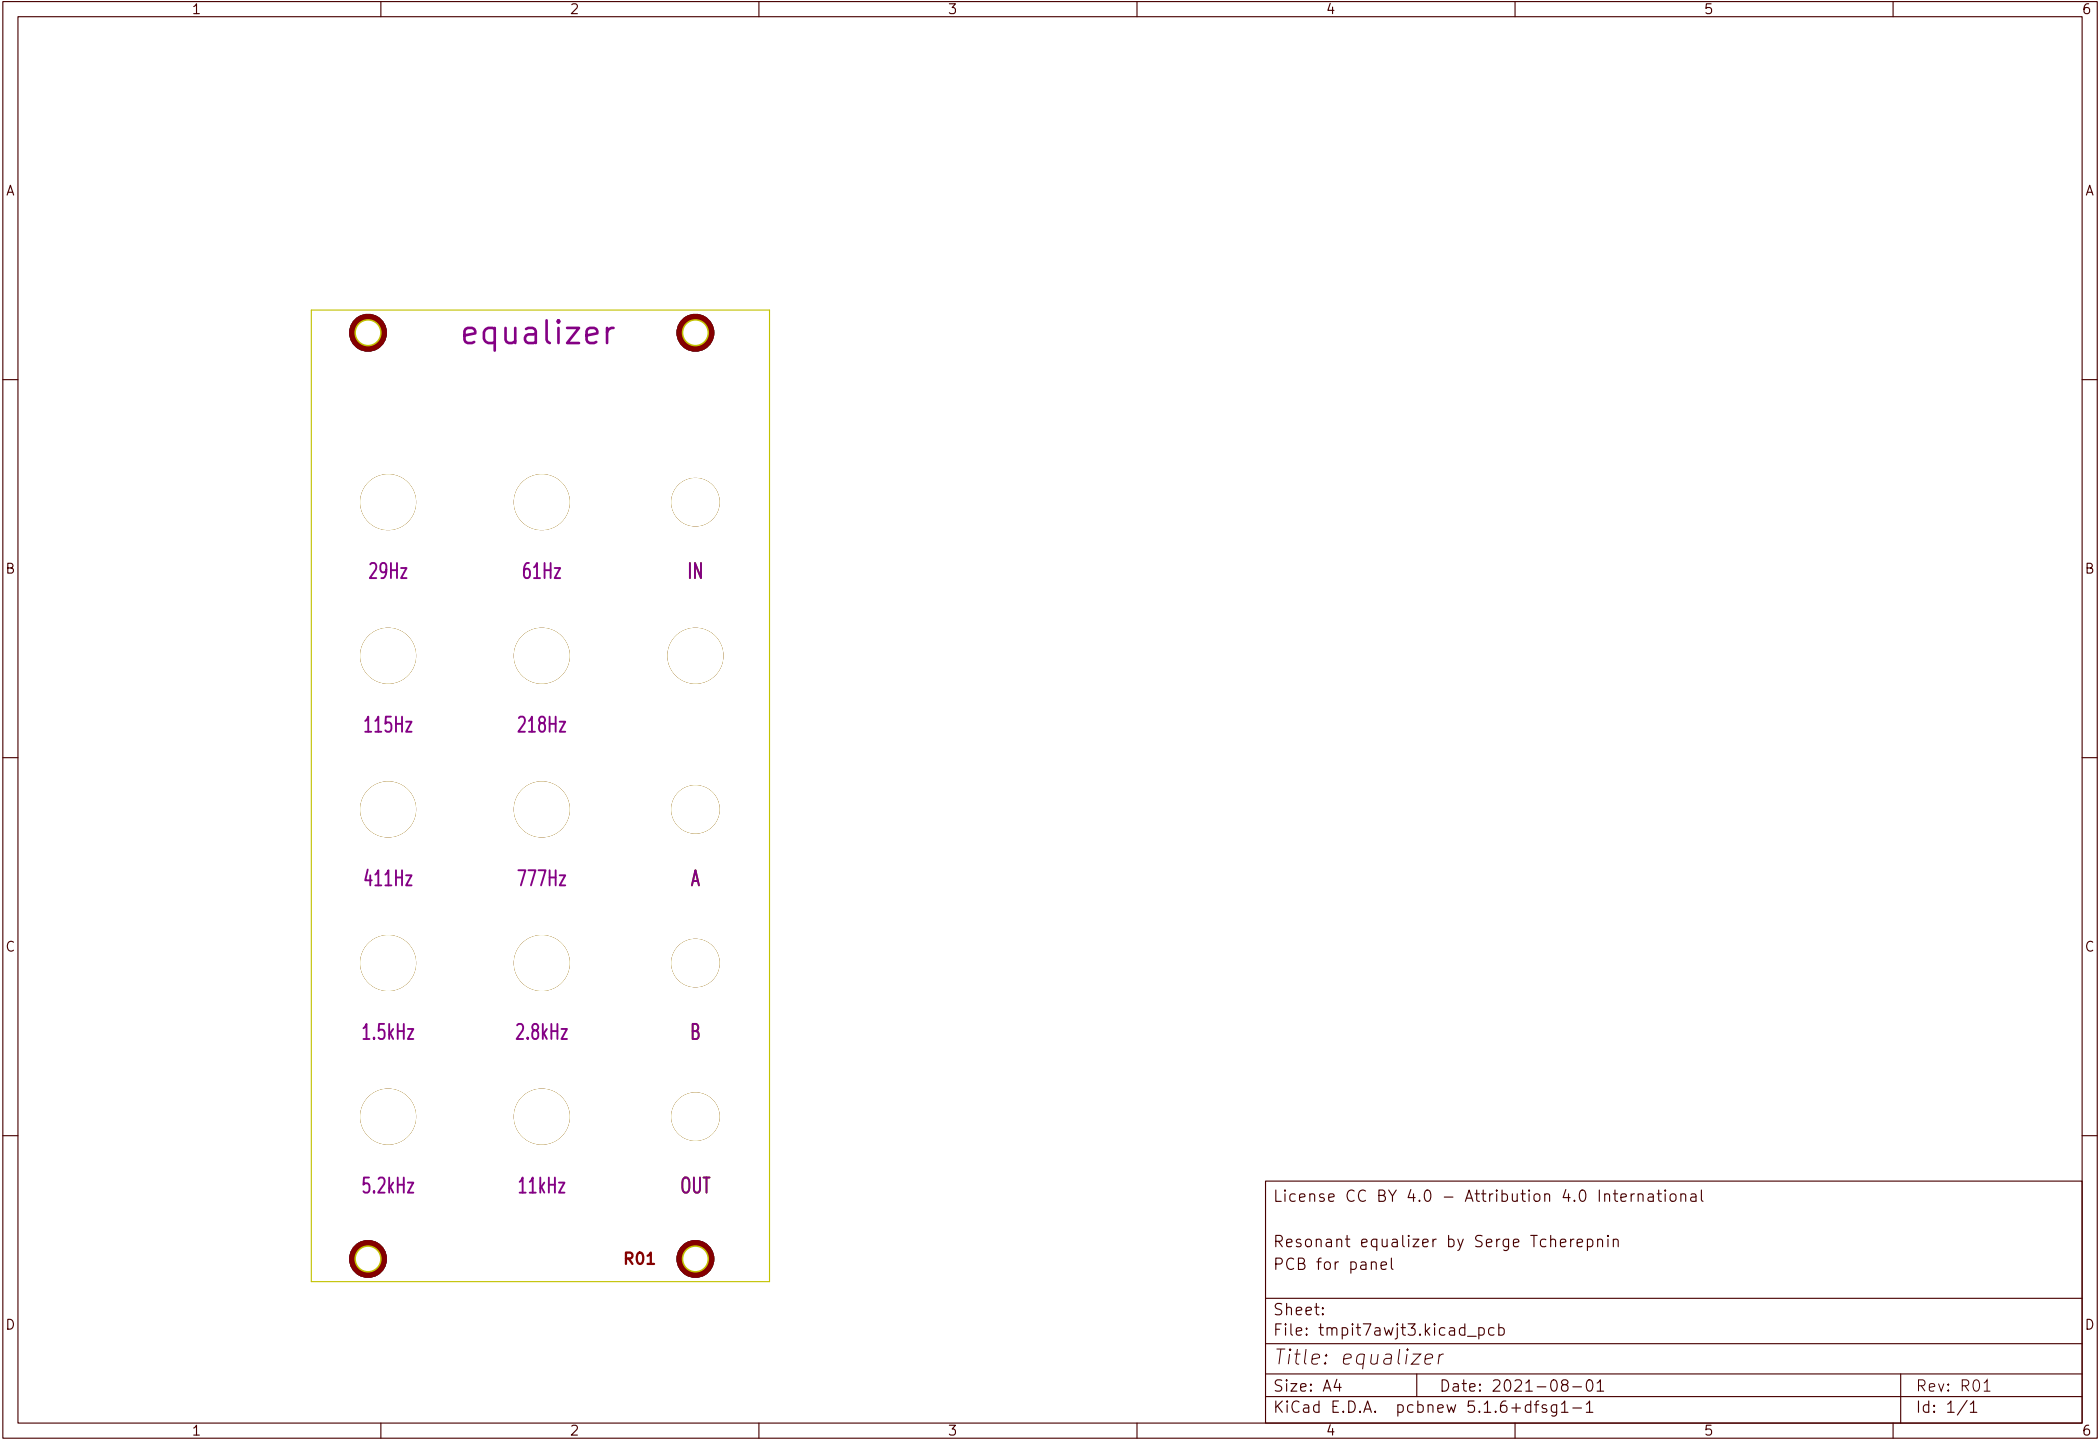 1 2 3 4 5 6
A A
equalizer
B B
29Hz 61Hz IN
115Hz 218Hz
411Hz 777Hz A
C C
1.5kHz 2.8kHz B
5.2kHz 11kHz OUT
License CC BY 4.0 – Attribution 4.0 International
Resonant equalizer by Serge Tcherepnin
R01
PCB for panel
Sheet:
D D
File: tmpit7awjt3.kicad_pcb
Title: equalizer
Size: A4 Date: 2021–08–01 Rev: R01
KiCad E.D.A. pcbnew 5.1.6+dfsg1–1 Id: 1/1
1 2 3 4 5 6